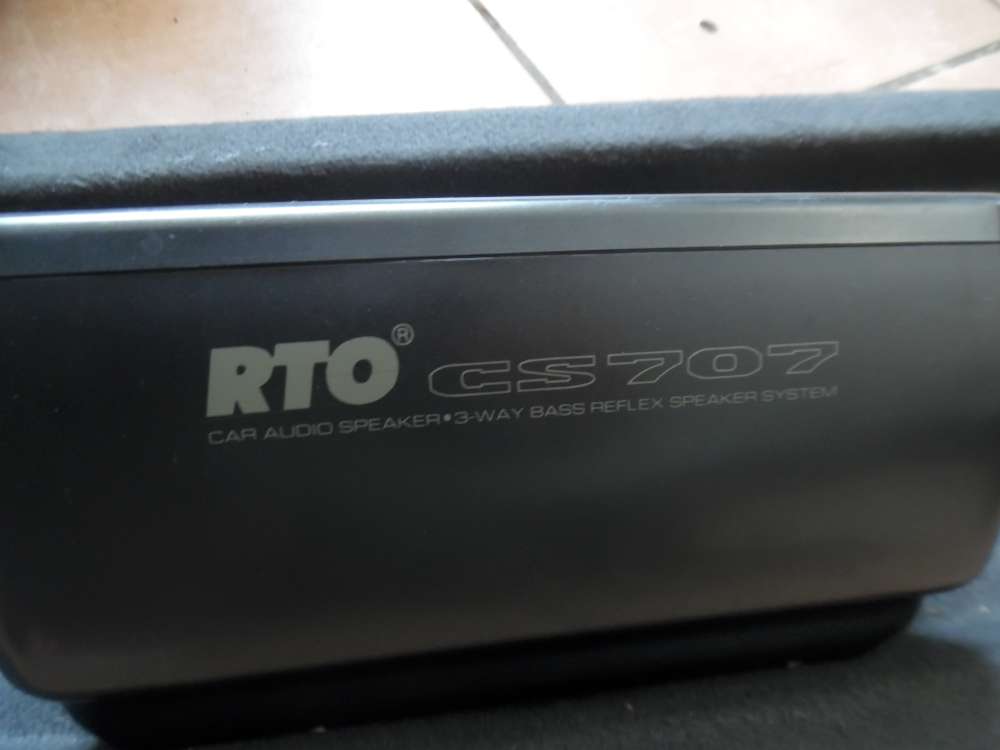 RTO® CS707
CAR AUDIO SPEAKER•3-WAY BASS REFLEX SPEAKER SYSTEM